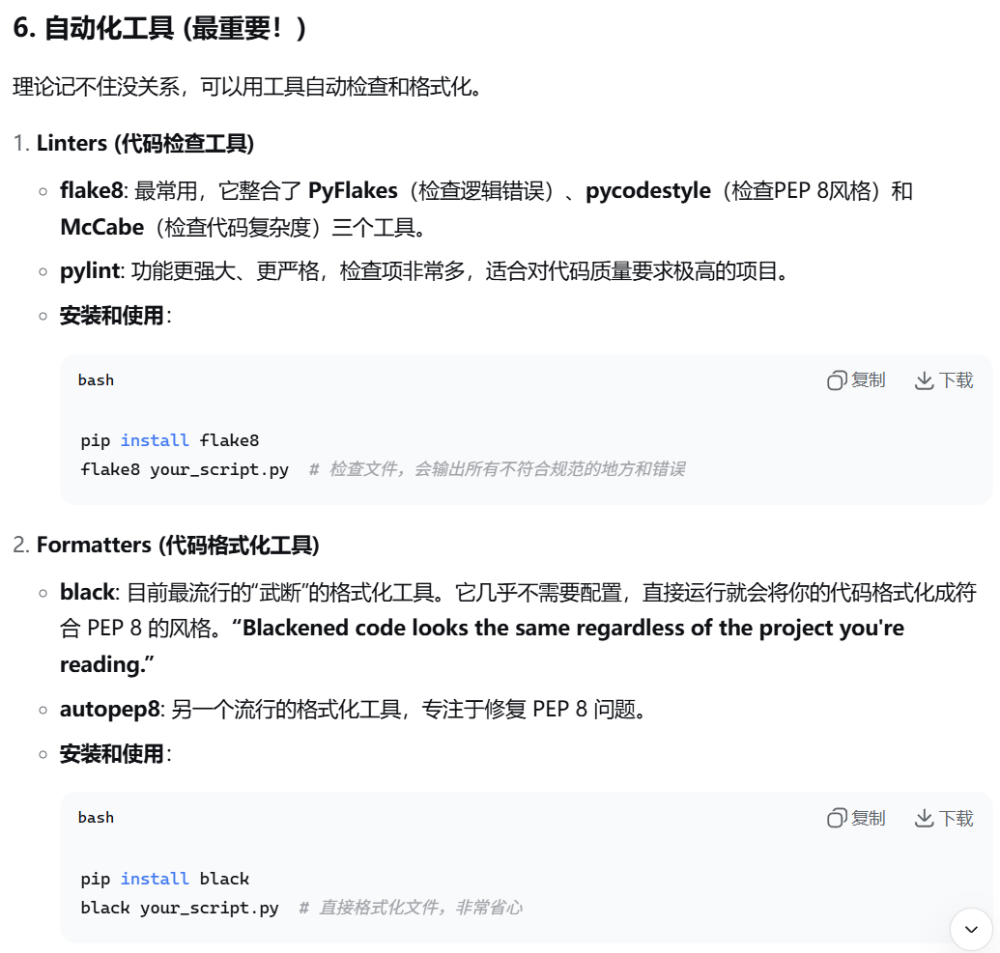 6. 自动化工具 (最重要！)
理论记不住没关系，可以用工具自动检查和格式化。
1. Linters (代码检查工具)
flake8: 最常用，它整合了 PyFlakes（检查逻辑错误）、pycodestyle（检查PEP 8风格）和
McCabe（检查代码复杂度）三个工具。
pylint: 功能更强大、更严格，检查项非常多，适合对代码质量要求极高的项目。
安装和使用：
bash 复制 下载
pip install flake8
flake8 your_script.py  # 检查文件，会输出所有不符合规范的地方和错误
2. Formatters (代码格式化工具)
black: 目前最流行的“武断”的格式化工具。它几乎不需要配置，直接运行就会将你的代码格式化成符
合 PEP 8 的风格。“Blackened code looks the same regardless of the project you're
reading.”
autopep8: 另一个流行的格式化工具，专注于修复 PEP 8 问题。
安装和使用：
bash 复制 下载
pip install black
black your_script.py  # 直接格式化文件，非常省心